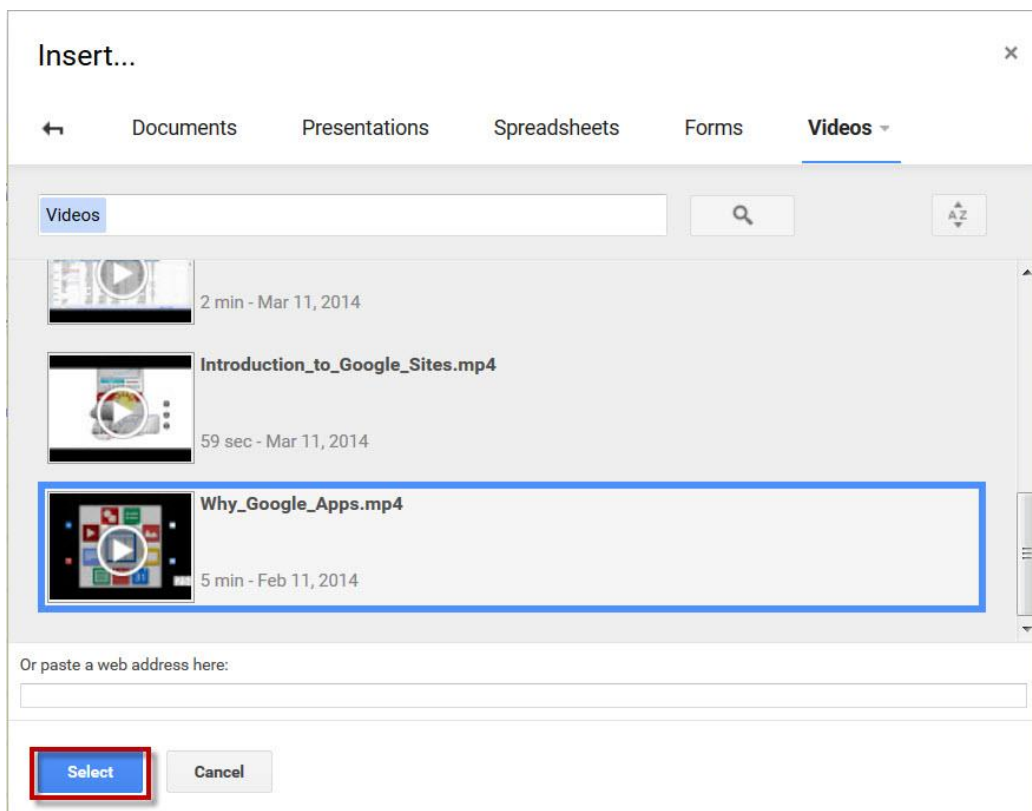 Insert...
×
Documents Presentations Spreadsheets Forms Videos
Videos
AZ
2 min - Mar 11, 2014
Introduction_to_Google_Sites.mp4
59 sec - Mar 11, 2014
Why_Google_Apps.mp4
5 min - Feb 11, 2014
Or paste a web address here:
Select Cancel